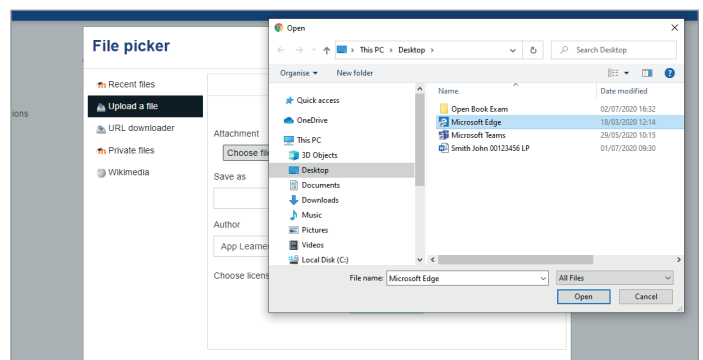 Open
File picker
This PC > Desktop >
Search Desktop
Organise
New folder
Recent files
Upload a file
URL downloader
Private files
Wikimedia
ions
Attachment
Choose file
Save as
Author
App Learne
Choose licens
Quick access
OneDrive
This PC
3D Objects
Desktop
Documents
Downloads
Music
Pictures
Videos
Local Disk (C:)
Name Date modified
Open Book Exam 02/07/2020 16:32
Microsoft Edge 18/03/2020 12:14
Microsoft Teams 29/05/2020 10:15
Smith John 00123456 LP 01/07/2020 09:30
File name: Microsoft Edge All Files
Open Cancel